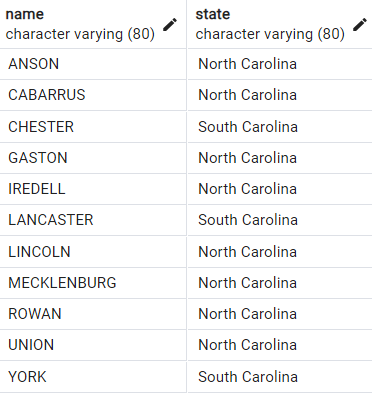 name state
character varying (80) character varying (80)
ANSON North Carolina
CABARRUS North Carolina
CHESTER South Carolina
GASTON North Carolina
IREDELL North Carolina
LANCASTER South Carolina
LINCOLN North Carolina
MECKLENBURG North Carolina
ROWAN North Carolina
UNION North Carolina
YORK South Carolina